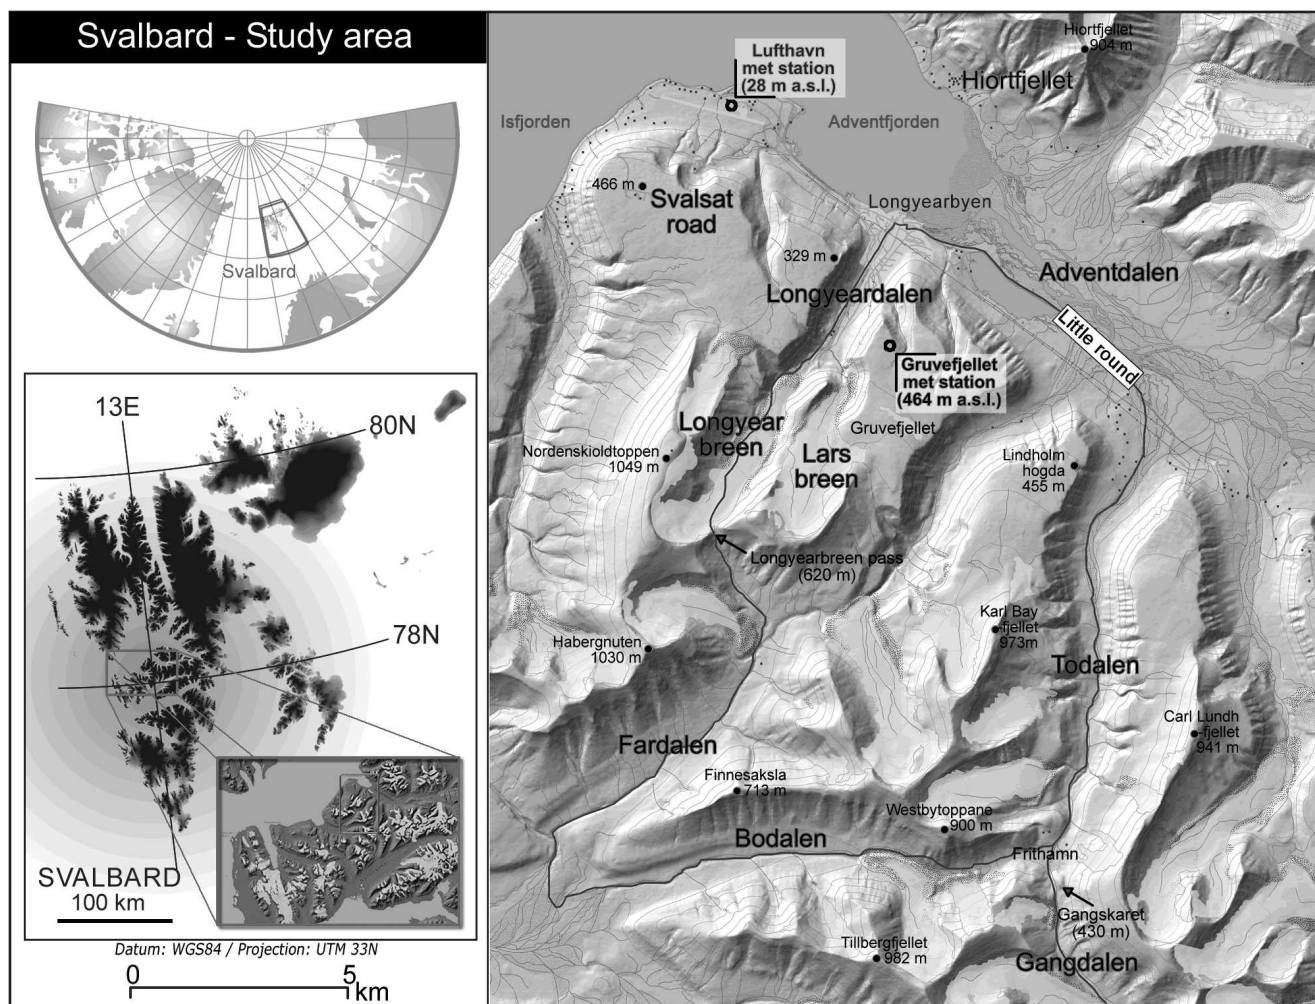 Svalbard - Study area
Svalbard
13E
80N
78N
SVALBARD
100 km
Datum: WGS84 / Projection: UTM 33N
0
5
km
Lufthavn
met station
(28 m a.s.l.)
Hiortfjellet
904 m
Hiortfjellet
Isfjorden
Adventfjorden
466 m
Svalsat
road
Longyearbyen
329 m
Adventdalen
Longyeardalen
Little round
Gruvefjellet
met station
(464 m a.s.l.)
Longyear
breen
Gruvefjellet
Nordenskioldtoppen
1049 m
Lars
breen
Lindholm
hogda
455 m
Longyearbreen pass
(620 m)
Karl Bay
-fjellet
973m
Habergnuten
1030 m
Todalen
Carl Lundh
-fjellet
941 m
Fardalen
Finnesaksla
713 m
Westbytoppane
900 m
Bodalen
Frithamn
Gangskaret
(430 m)
Tillbergfjellet
982 m
Gangdalen